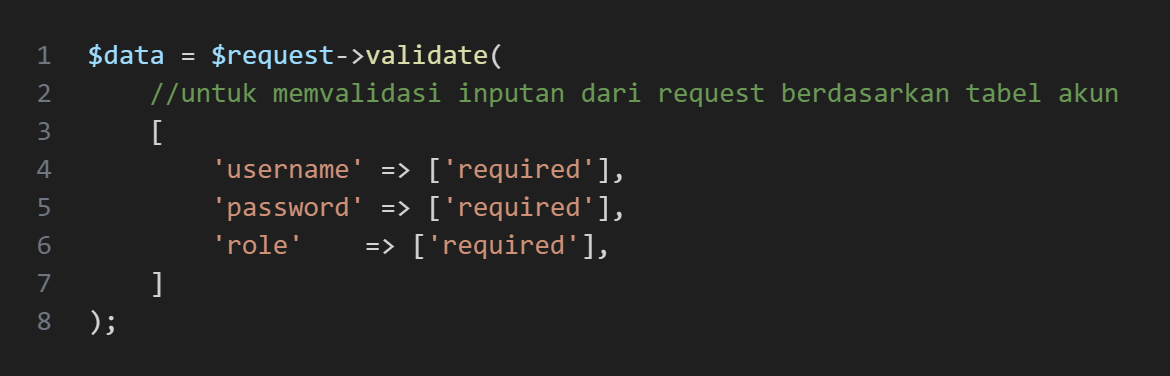 1 $data = $request->validate(
2     //untuk memvalidasi inputan dari request berdasarkan tabel akun
3     [
4         'username' => ['required'],
5         'password' => ['required'],
6         'role'    => ['required'],
7     ]
8 );